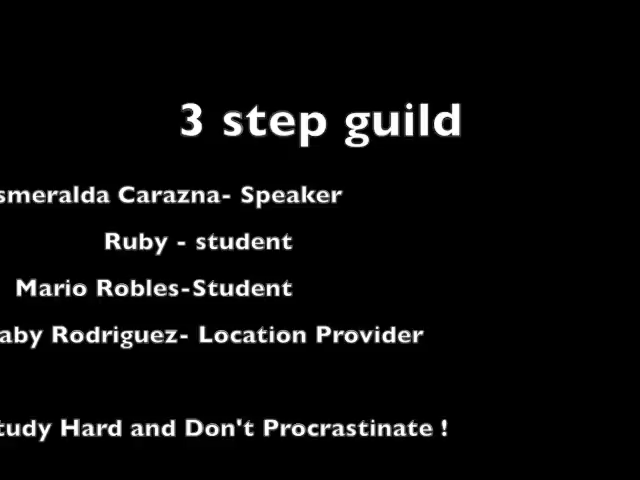 3 step guild
smeralda Carazna- Speaker
Ruby - student
Mario Robles-Student
aby Rodriguez- Location Provider
tudy Hard and Don't Procrastinate !